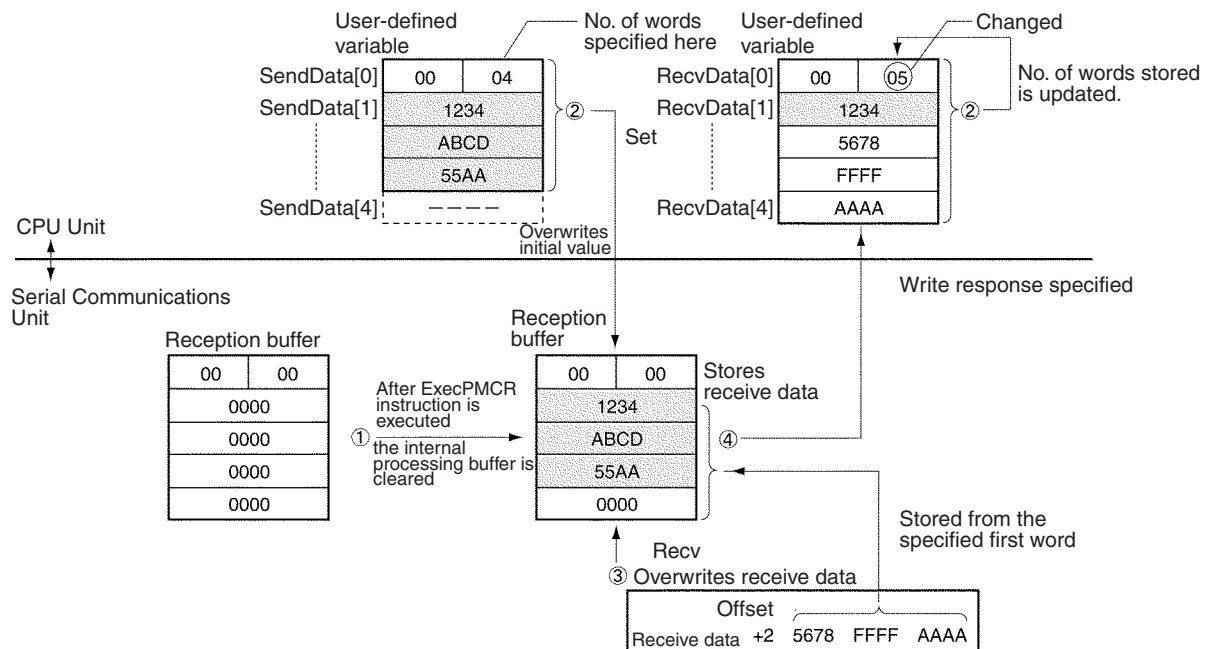 User-defined
variable
No. of words
specified here
User-defined
variable
Changed
SendData[0]
00 04
SendData[1]
1234
ABCD
55AA
SendData[4]
②
Set
RecvData[0]
00 05
RecvData[1]
1234
5678
FFFF
RecvData[4]
AAAA
②
No. of words stored
is updated.
CPU Unit
Overwrites
initial value
Serial Communications
Unit
Write response specified
Reception buffer
00 00
0000
0000
0000
0000
①
After ExecPMCR
instruction is
executed
the internal
processing buffer is
cleared
Reception
buffer
00 00
1234
ABCD
55AA
0000
Stores
receive data
④
Stored from the
specified first word
Recv
③ Overwrites receive data
Offset
Receive data +2 5678 FFFF AAAA